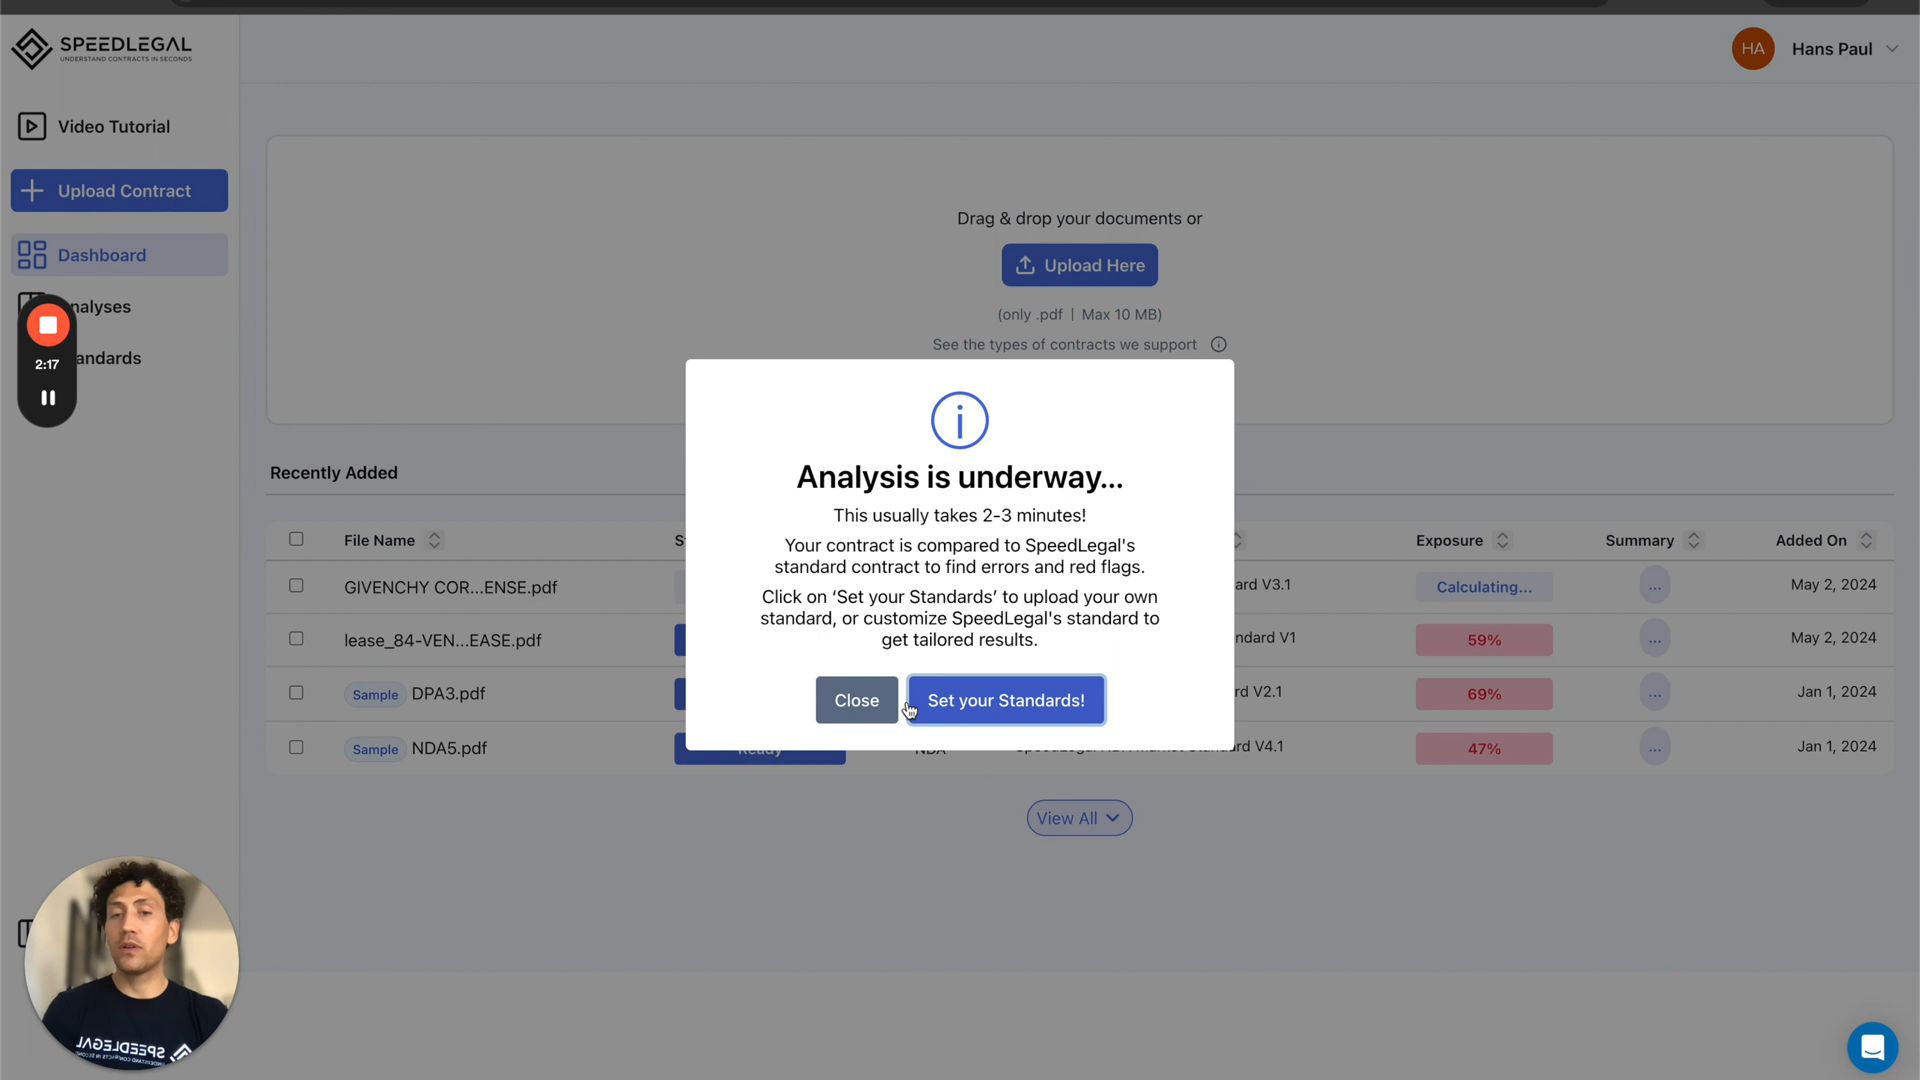 SPEEDLEGAL
UNDERSTAND CONTRACTS IN SECONDS
HA
Hans Paul
Video Tutorial
Upload Contract
Dashboard
nalyses
2:17
andards
Drag & drop your documents or
Upload Here
(only .pdf | Max 10 MB)
See the types of contracts we support
Analysis is underway...
This usually takes 2-3 minutes!
Your contract is compared to SpeedLegal's
standard contract to find errors and red flags.
Click on ‘Set your Standards’ to upload your own
standard, or customize SpeedLegal's standard to
get tailored results.
Close
Set your Standards!
Recently Added
File Name
Exposure
Summary
Added On
GIVENCHY COR...ENSE.pdf
ard V3.1
Calculating...
...
May 2, 2024
lease_84-VEN...EASE.pdf
ndard V1
59%
...
May 2, 2024
Sample
DPA3.pdf
rd V2.1
69%
...
Jan 1, 2024
Sample
NDA5.pdf
Ready
NDA
ard V4.1
47%
...
Jan 1, 2024
View All
SPEEDLEGAL